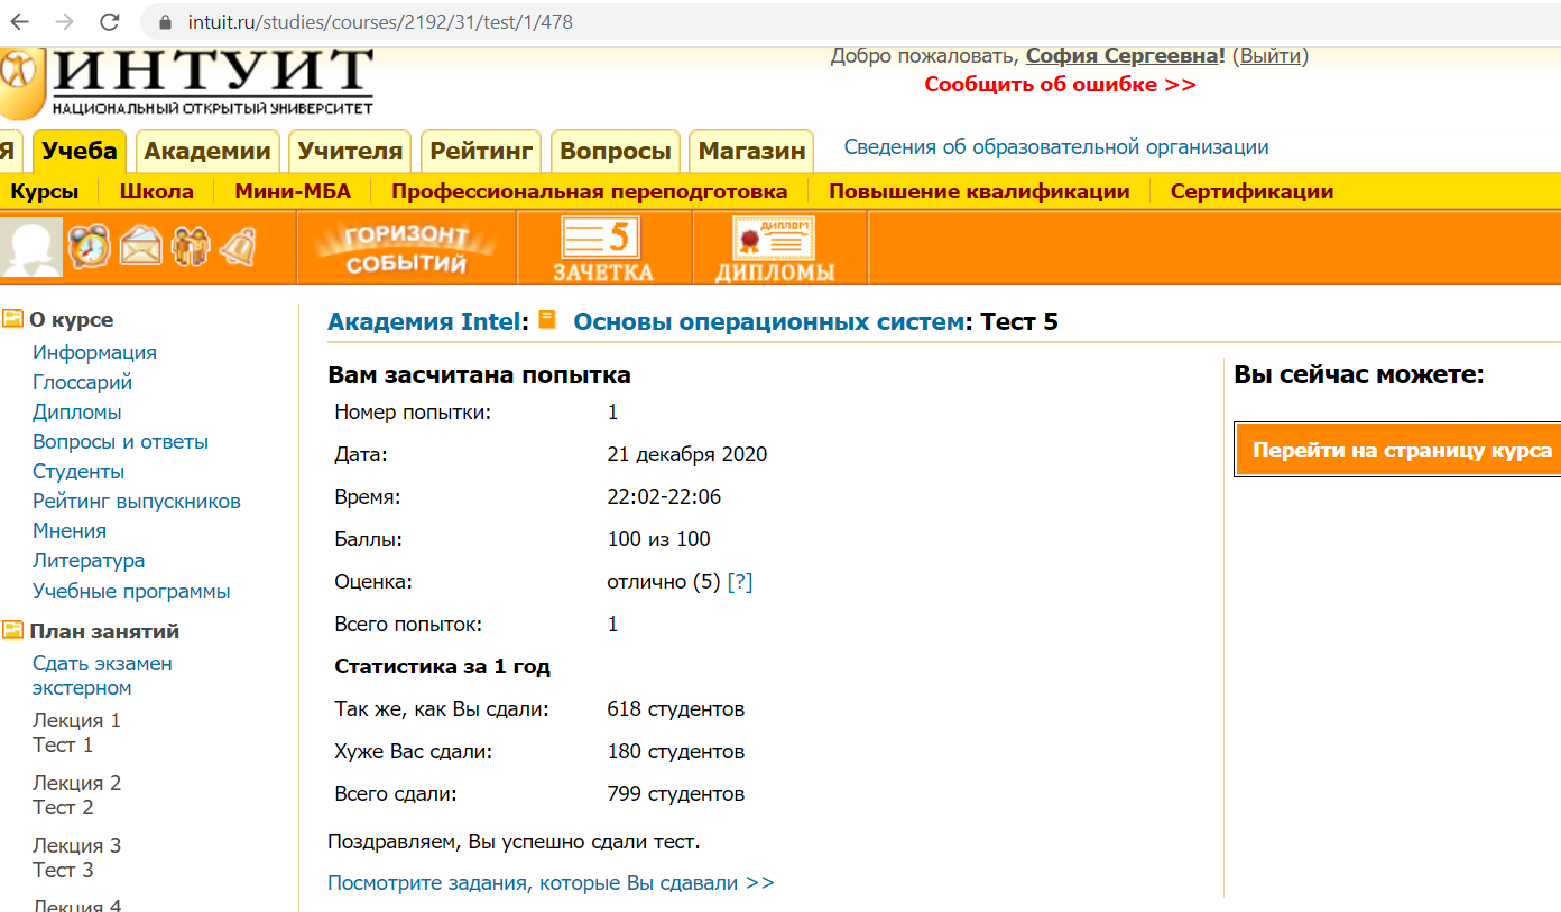 intuit.ru/studies/courses/2192/31/test/1/478
ИНТУИТ
НАЦИОНАЛЬНЫЙ ОТКРЫТЫЙ УНИВЕРСИТЕТ
Добро пожаловать, София Сергеевна! (Выйти)
Сообщить об ошибке >>
Я Учеба Академии Учителя Рейтинг Вопросы Магазин Сведения об образовательной организации
Курсы Школа Мини-МБА Профессиональная переподготовка Повышение квалификации Сертификации
ГОРИЗОНТ СОБЫТИЙ
5
ЗАЧЕТКА
ДИПЛОМ
ДИПЛОМЫ
О курсе
Информация
Глоссарий
Дипломы
Вопросы и ответы
Студенты
Рейтинг выпускников
Мнения
Литература
Учебные программы
План занятий
Сдать экзамен
экстерном
Лекция 1
Тест 1
Лекция 2
Тест 2
Лекция 3
Тест 3
Лекция 4
Академия Intel: Основы операционных систем: Тест 5
Вам засчитана попытка
Номер попытки: 1
Дата: 21 декабря 2020
Время: 22:02-22:06
Баллы: 100 из 100
Оценка: отлично (5) [?]
Всего попыток: 1
Статистика за 1 год
Так же, как Вы сдали: 618 студентов
Хуже Вас сдали: 180 студентов
Всего сдали: 799 студентов
Поздравляем, Вы успешно сдали тест.
Посмотрите задания, которые Вы сдавали >>
Вы сейчас можете:
Перейти на страницу курса